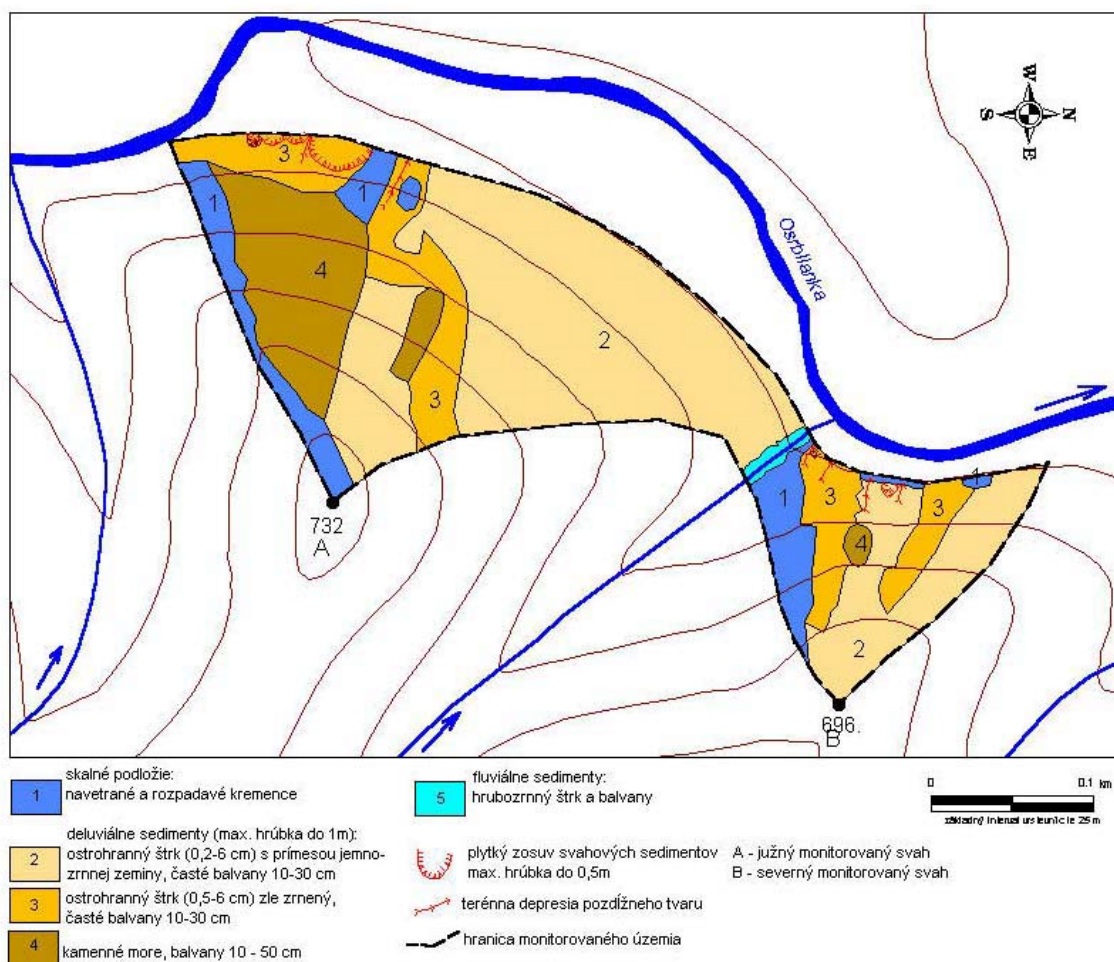 W
S
N
E
3
1
1
4
2
Osrblianka
3
732
A
1
3
3
1
4
2
696.
B
skalné podložie:
1 navetrané a rozpadavé kremence
deluviálne sedimenty (max. hrúbka do 1m):
2 ostrohranný štrk (0,2-6 cm) s prímesou jemno-
zrnnej zeminy, časté balvany 10-30 cm
3 ostrohranný štrk (0,5-6 cm) zle zrnený,
časté balvany 10-30 cm
4 kamenné more, balvany 10 - 50 cm
fluviálne sedimenty:
5 hrubozrnný štrk a balvany
plytký zosuv svahových sedimentov
max. hrúbka do 0,5m
terénna depresia pozdĺžneho tvaru
hranica monitorovaného územia
0 0.1 km
základný interval vrstevníc je 25 m
A - južný monitorovaný svah
B - severný monitorovaný svah